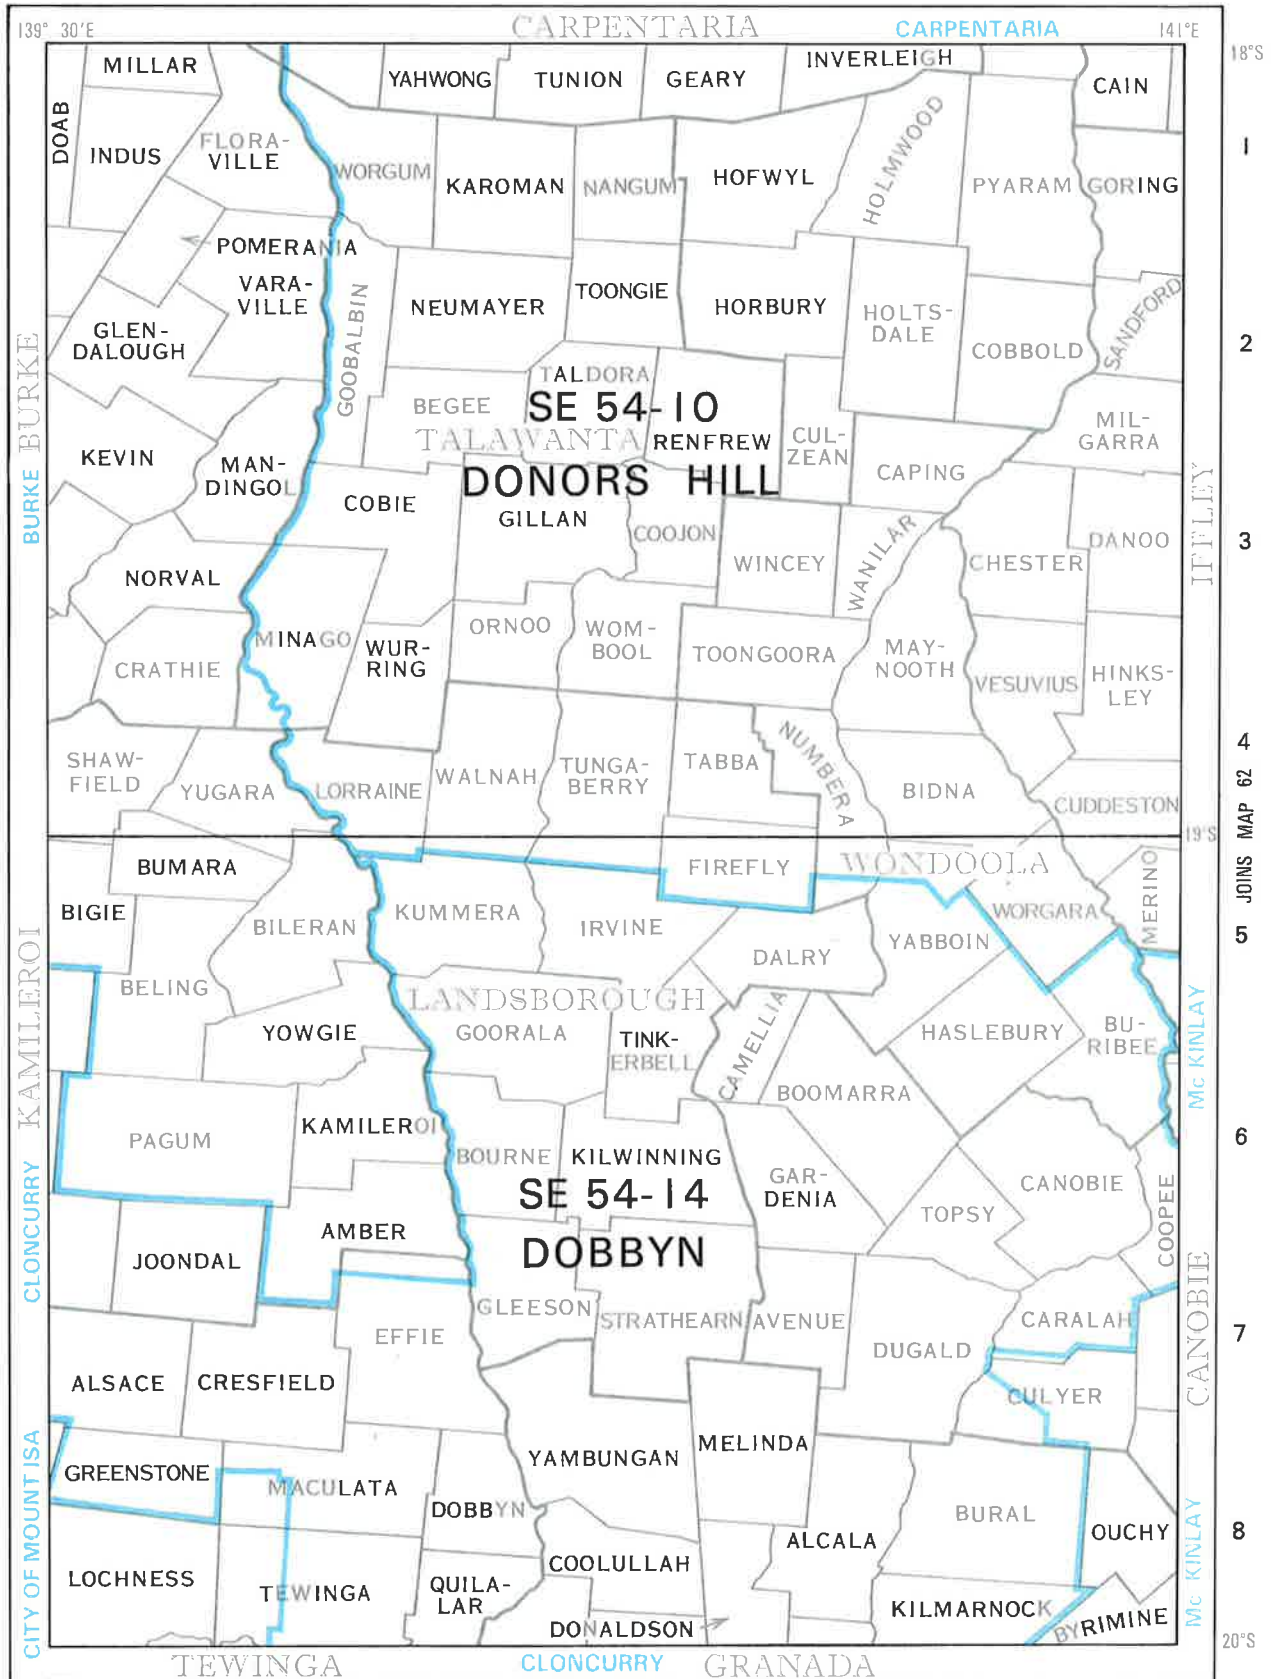 CARPENTARIA CARPENTARIA
139° 30'E
141°E
18°S
MILLAR
YAHWONG
TUNION
GEARY
INVERLEIGH
CAIN
DOAB
INDUS
FLORA-
VILLE
WORGUM
KAROMAN
NANGUM
HOFWYL
HOLMWOOD
PYARAM
GORING
1
POMERANIA
VARA-
VILLE
GOOBALBIN
NEUMAYER
TOONGIE
HORBURY
HOLTS-
DALE
COBBOLD
SANDFORD
GLEN-
DALOUGH
2
BURKE
BURKE
TALDORA
BEGEE
SE 54-10
TALAWANTA
RENFREW
CUL-
ZEAN
CAPING
MIL-
GARRA
KEVIN
MAN-
DINGOL
COBIE
DONORS HILL
GILLAN
COOJON
WINCEY
WANILAR
CHESTER
DANOO
IFFLEY
3
NORVAL
CRATHIE
MINAGO
WUR-
RING
ORNOO
WOM-
BOOL
TOONGOORA
MAY-
NOOTH
VESUVIUS
HINKS-
LEY
SHAW-
FIELD
YUGARA
LORRAINE
WALNAH
TUNGA-
BERRY
TABBA
NUMBERA
BIDNA
CUDDESTON
4
JOINS MAP 62
19°S
BUMARA
BIGIE
BILERAN
KUMMERA
IRVINE
FIREFLY
WONDOOLA
WORGARA
MERINO
DALRY
YABBOIN
5
KAMILEROI
BELING
YOWGIE
LANDSBOROUGH
GOORALA
TINK-
ERBELL
CAMELLIA
BOOMARRA
HASLEBURY
BU-
RIBEE
Mc KINLAY
PAGUM
KAMILEROI
BOURNE
KILWINNING
GAR-
DENIA
TOPSY
CANOBIE
COOPEE
6
CLONCURRY
JOONDAL
AMBER
SE 54-14
DOBBYN
GLEESON
STRATHEARN
AVENUE
DUGALD
CARALAH
CANOBIE
7
EFFIE
ALSACE
CRESFIELD
CULYER
CITY OF MOUNT ISA
GREENSTONE
MACULATA
DOBBYN
YAMBUNGAN
MELINDA
BURAL
OUCHY
ALCALA
8
LOCHNESS
TEWINGA
QUILA-
LAR
COOLULLAH
DONALDSON
KILMARNOCK
BYRIMINE
Mc KINLAY
20°S
TEWINGA CLONCURRY GRANADA